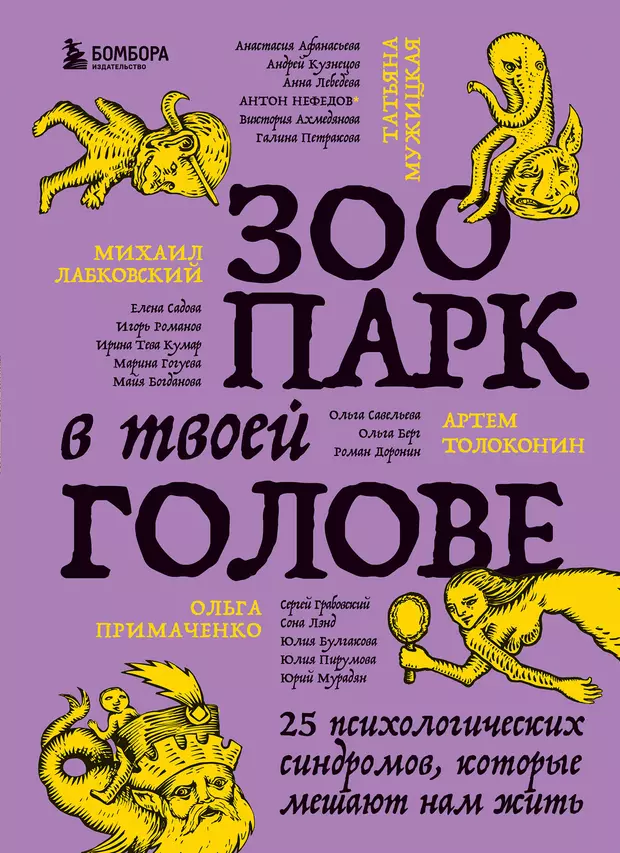 БОМБОРА
ИЗДАТЕЛЬСТВО
Анастасия Афанасьева
Андрей Кузнецов
Анна Лебедева
АНТОН НЕФЕДОВ*
Виктория Ахмедянова
Галина Петракова
ТАТЬЯНА
МУЖИЦКАЯ
ЗОО
ПАРК
МИХАИЛ
ЛАБКОВСКИЙ
Елена Садова
Игорь Романов
Ирина Тева Кумар
Марина Гогуева
Майя Богданова
в твоей
Ольга Савельева
Ольга Берг
Роман Доронин
АРТЕМ
ТОЛОКОНИН
ГОЛОВЕ
ОЛЬГА
ПРИМАЧЕНКО
Сергей Грабовский
Сона Лэнд
Юлия Булгакова
Юлия Пирумова
Юрий Мурадян
25 психологических
синдромов, которые
мешают нам жить